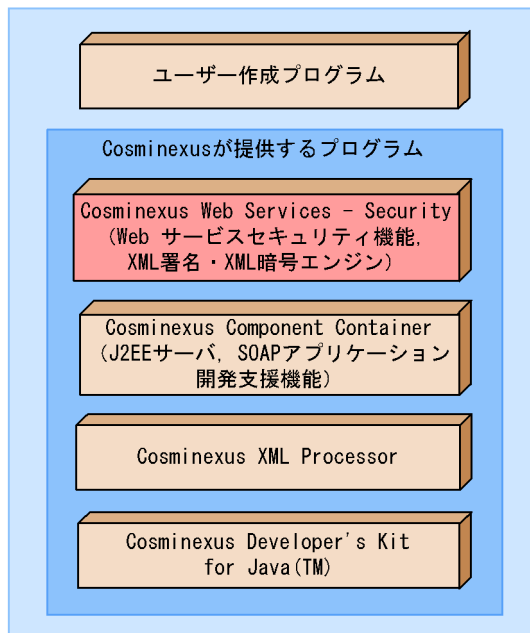 ユーザー作成プログラム
Cosminexusが提供するプログラム
Cosminexus Web Services - Security
(Web サービスセキュリティ機能,
XML署名・XML暗号エンジン)
Cosminexus Component Container
(J2EEサーバ, SOAPアプリケーション
開発支援機能)
Cosminexus XML Processor
Cosminexus Developer's Kit
for Java(TM)